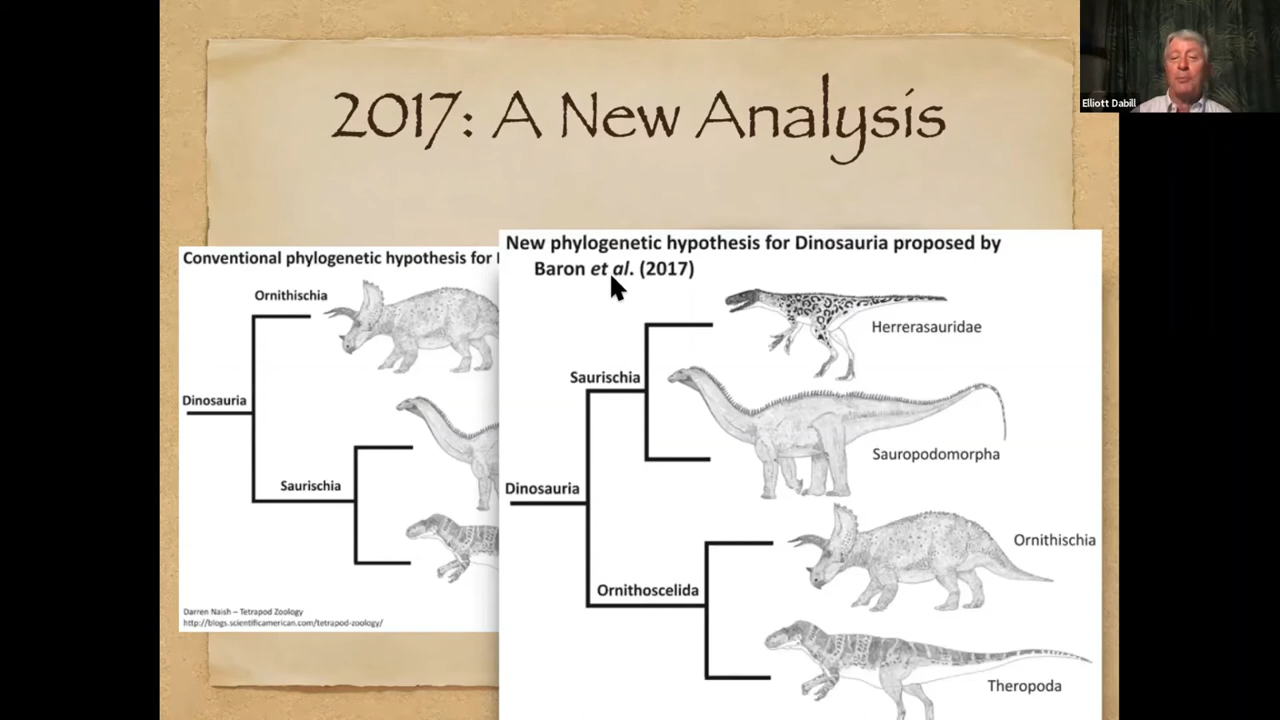 2017: A New Analysis
Elliott Dabill
Conventional phylogenetic hypothesis for
Ornithischia
Dinosauria
Saurischia
Darren Naish – Tetrapod Zoology
http://blogs.scientificamerican.com/tetrapod-zoology/
New phylogenetic hypothesis for Dinosauria proposed by
Baron et al. (2017)
Herrerasauridae
Saurischia
Sauropodomorpha
Dinosauria
Ornithischia
Ornithoscelida
Theropoda